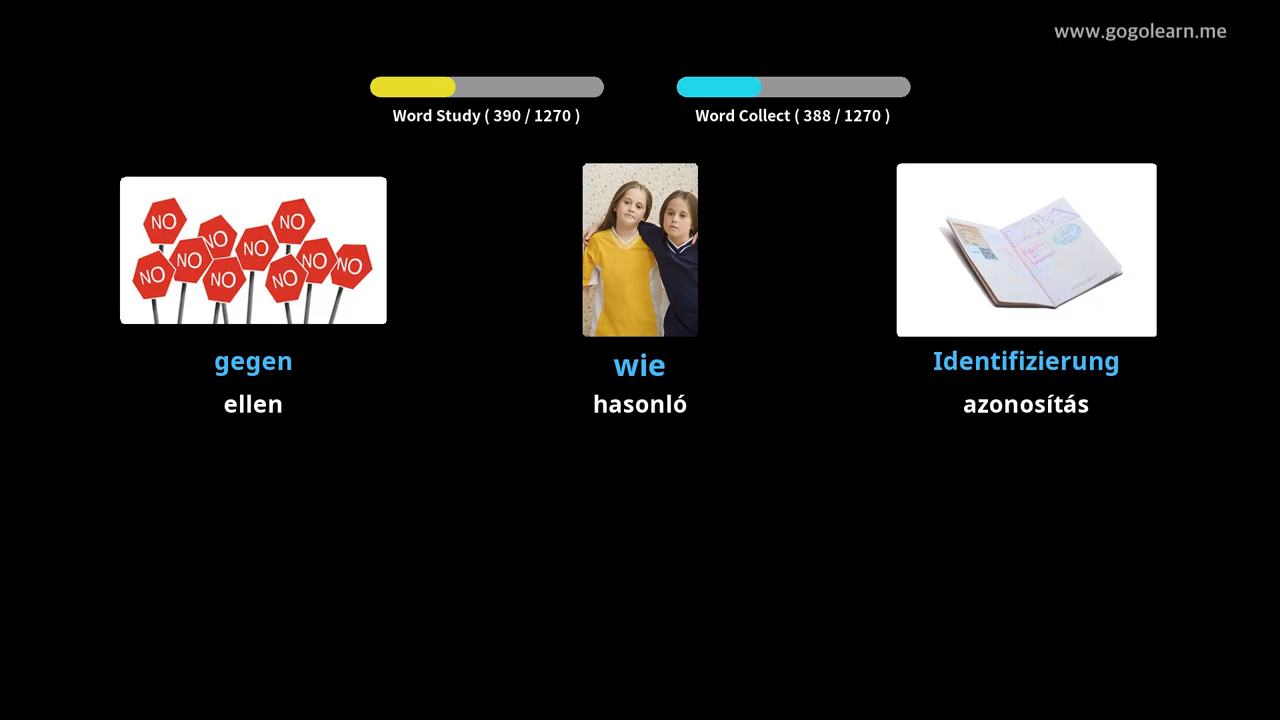 www.gogolearn.me
Word Study ( 390 / 1270 )
Word Collect ( 388 / 1270 )
NO
NO
NO
NO
NO
NO
NO
NO
NO
NO
gegen
wie
Identifizierung
ellen
hasonló
azonosítás